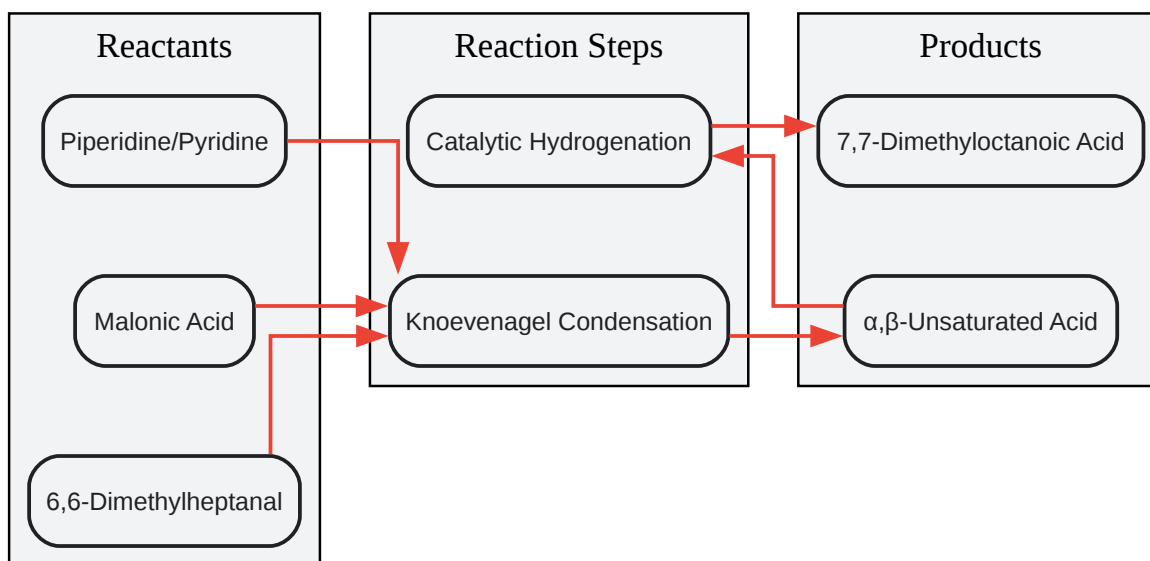 Reactants
Piperidine/Pyridine
Malonic Acid
6,6-Dimethylheptanal
Reaction Steps
Catalytic Hydrogenation
Knoevenagel Condensation
Products
7,7-Dimethyloctanoic Acid
α,β-Unsaturated Acid